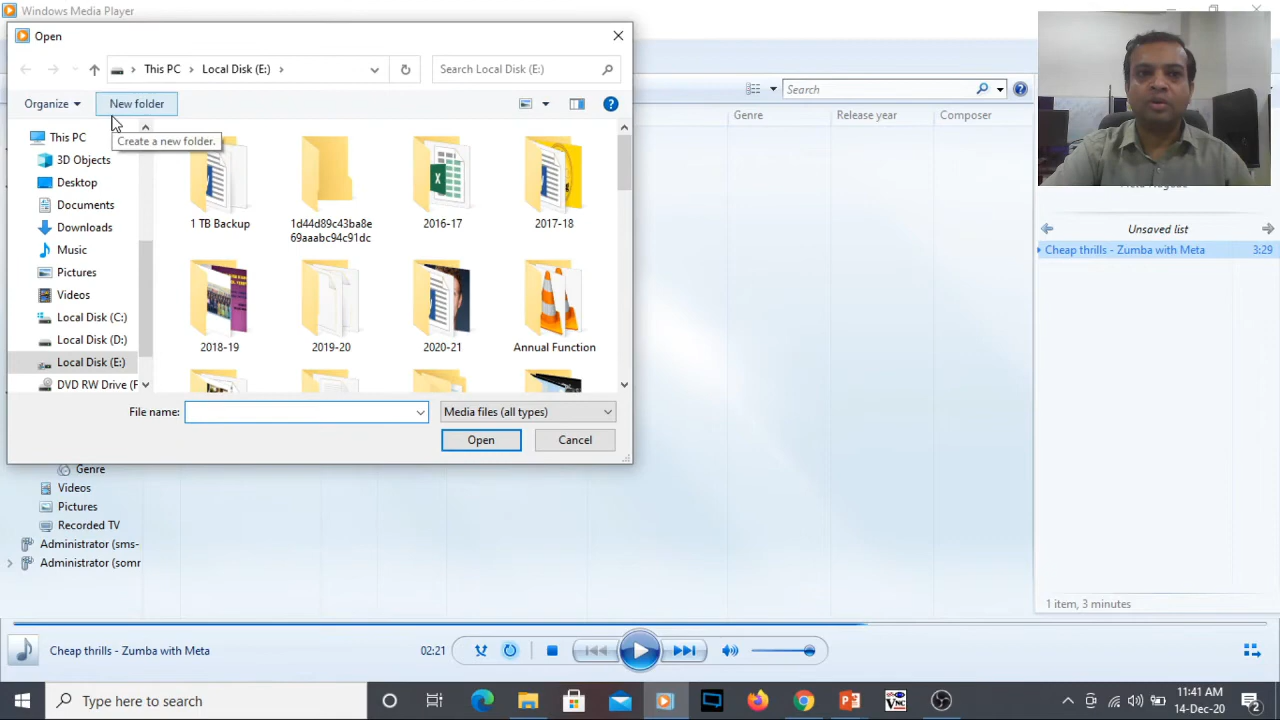 Windows Media Player
Open
This PC
Local Disk (E:)
Search Local Disk (E:)
Organize
New folder
Create a new folder.
This PC
3D Objects
Desktop
Documents
Downloads
Music
Pictures
Videos
Local Disk (C:)
Local Disk (D:)
Local Disk (E:)
DVD RW Drive (F
1 TB Backup
1d44d89c43ba8e
69aaabc94c91dc
2016-17
2017-18
2018-19
2019-20
2020-21
Annual Function
File name:
Media files (all types)
Open
Cancel
Search
Genre
Release year
Composer
Unsaved list
Cheap thrills - Zumba with Meta
3:29
1 item, 3 minutes
Genre
Videos
Pictures
Recorded TV
Administrator (sms-
Administrator (somr
Cheap thrills - Zumba with Meta
02:21
Type here to search
11:41 AM
14-Dec-20
2